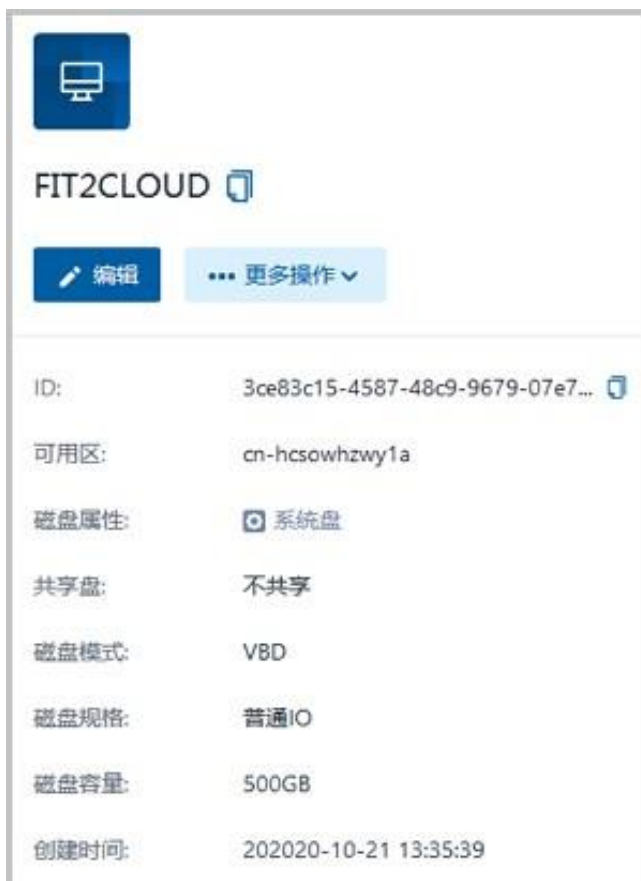 FIT2CLOUD
编辑
••• 更多操作
ID: 3ce83c15-4587-48c9-9679-07e7...
可用区: cn-hcsowhzwy1a
磁盘属性: 系统盘
共享盘: 不共享
磁盘模式: VBD
磁盘规格: 普通IO
磁盘容量: 500GB
创建时间: 202020-10-21 13:35:39